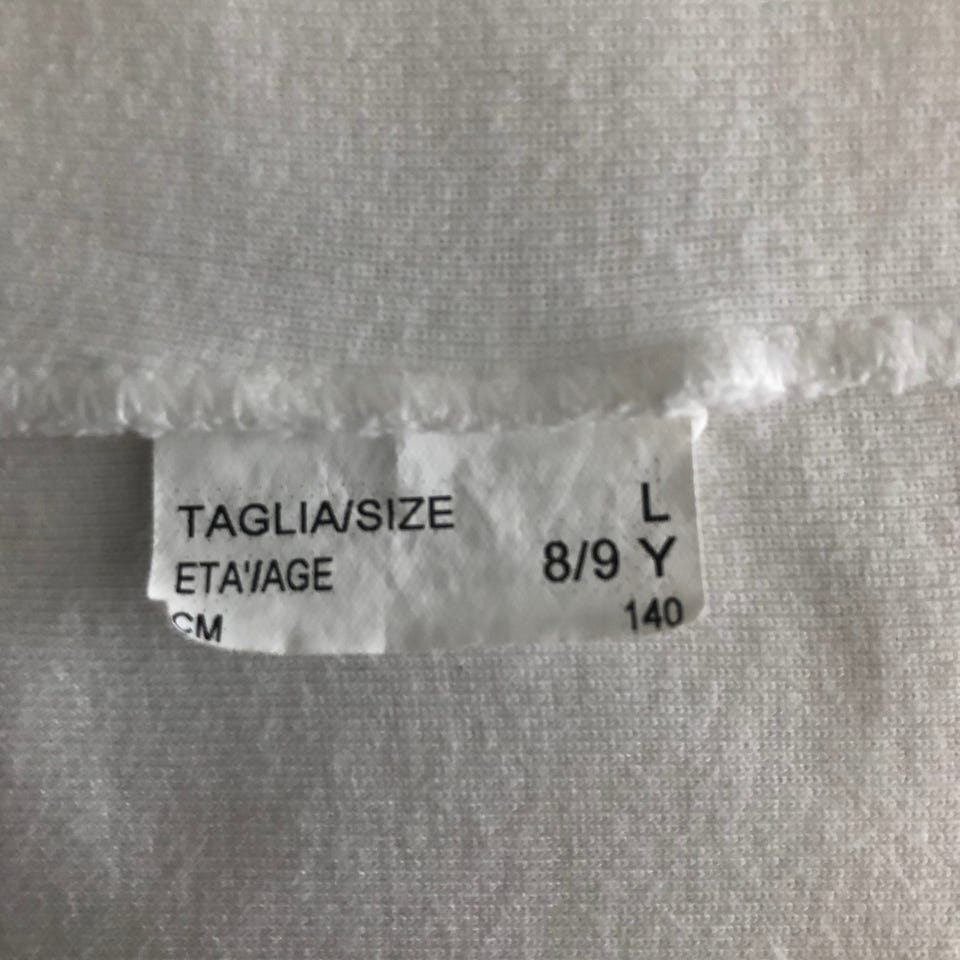 TAGLIA/SIZE L
ETA'/AGE 8/9 Y
CM 140